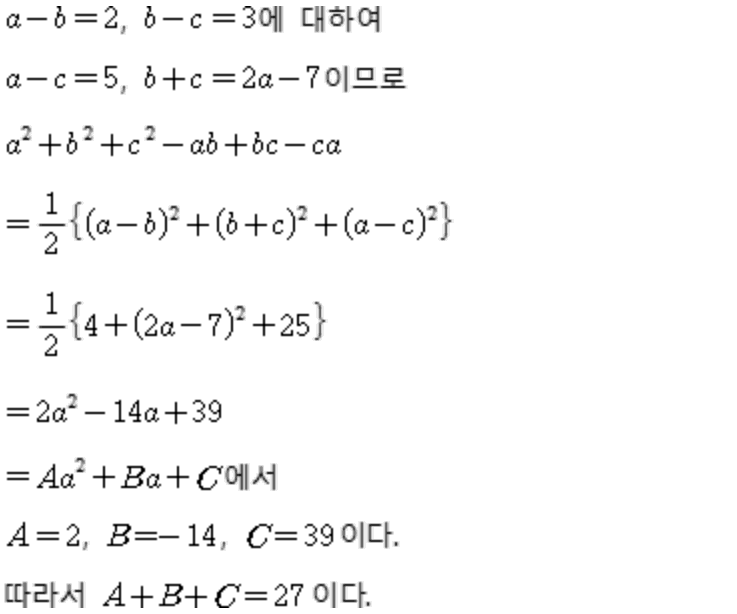 a-b=2, b-c=3에 대하여
a-c=5, b+c=2a-7이므로
a²+b²+c²-ab+bc-ca
=1/2{(a-b)²+(b+c)²+(a-c)²}
=1/2{4+(2a-7)²+25}
=2a²-14a+39
=Aa²+Ba+C에서
A=2, B=-14, C=39이다.
따라서 A+B+C=27이다.